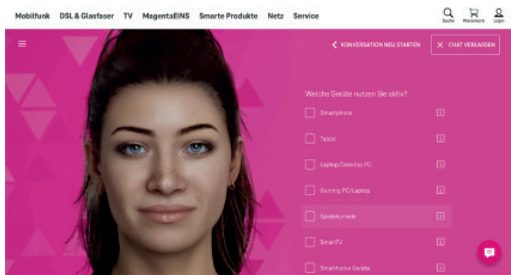 Mobilfunk DSL & Glasfaser TV MagentaEINS Smarte Produkte Netz Service
Suche Warenkorb Login
KONVERSATION NEU STARTEN CHAT VERLASSEN
Welche Geräte nutzen Sie aktiv?
Smartphone
Tablet
Laptop/Desktop PC
Gaming PC/Laptop
Spielekonsole
SmartTV
Smarthome Geräte